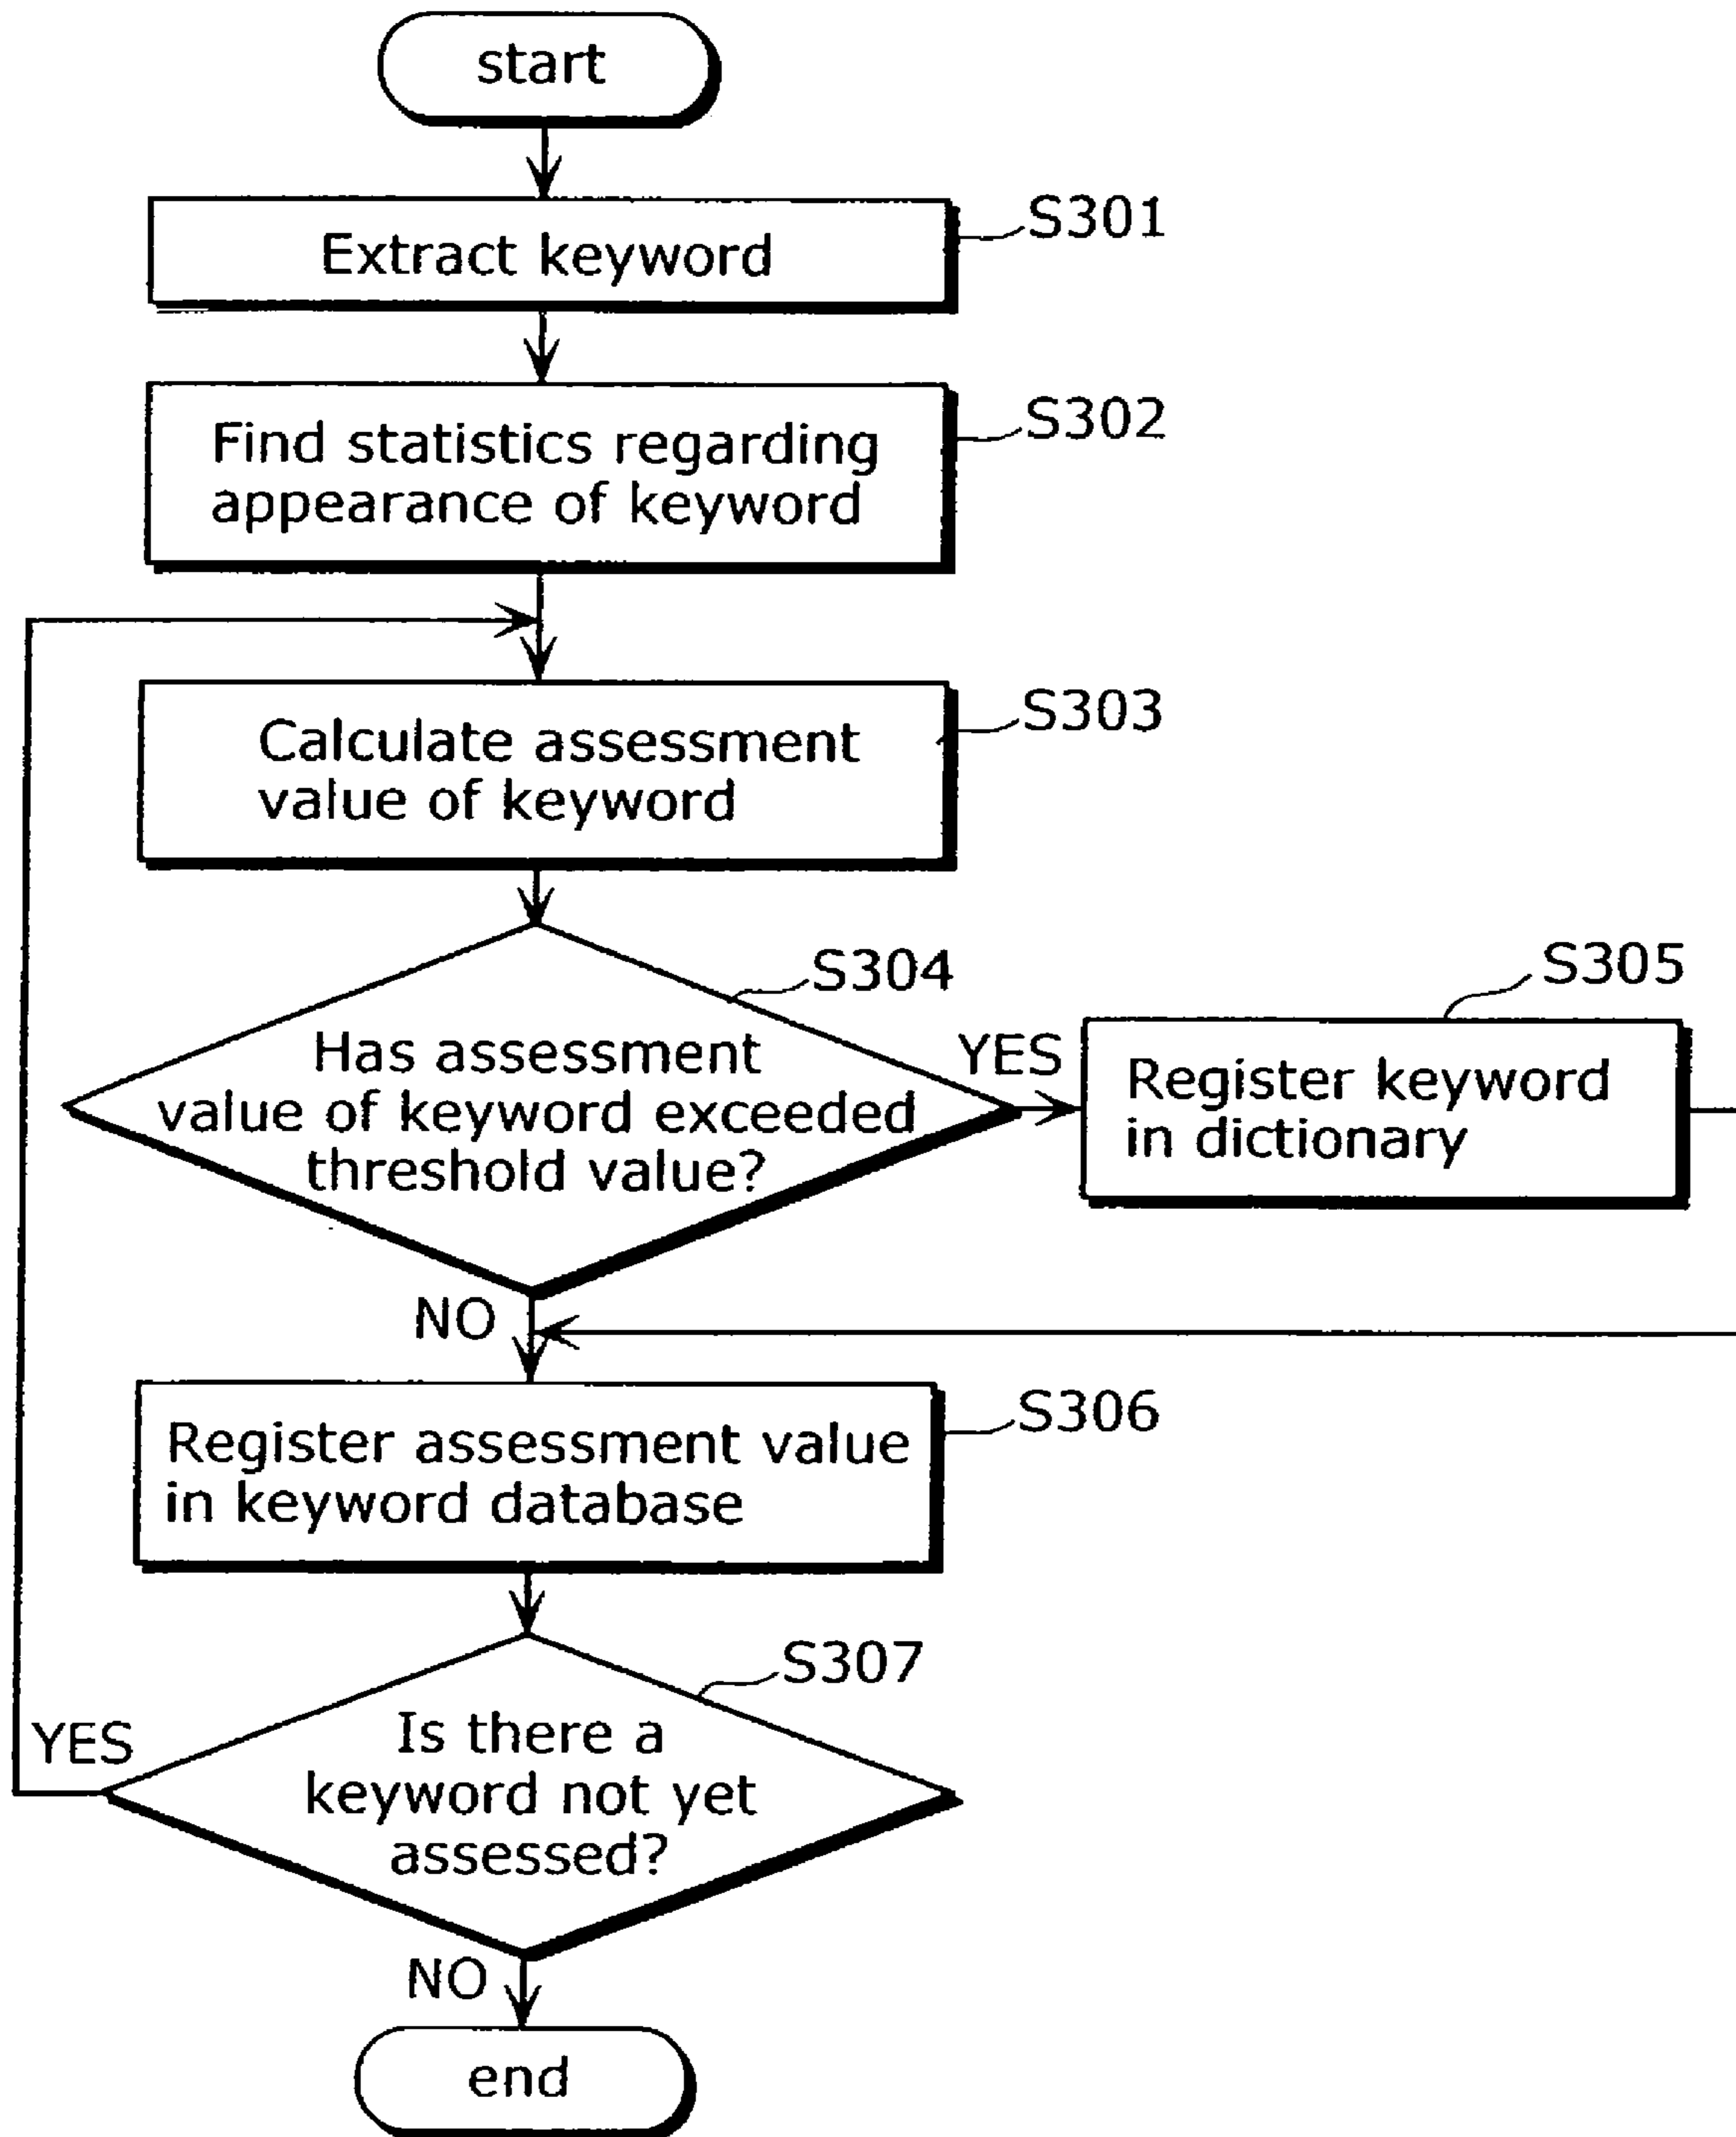 start
Extract keyword
S301
Find statistics regarding
appearance of keyword
S302
Calculate assessment
value of keyword
S303
S304
Has assessment
value of keyword exceeded
threshold value?
YES
S305
Register keyword
in dictionary
NO
Register assessment value
in keyword database
S306
S307
Is there a
keyword not yet
assessed?
YES
NO
end